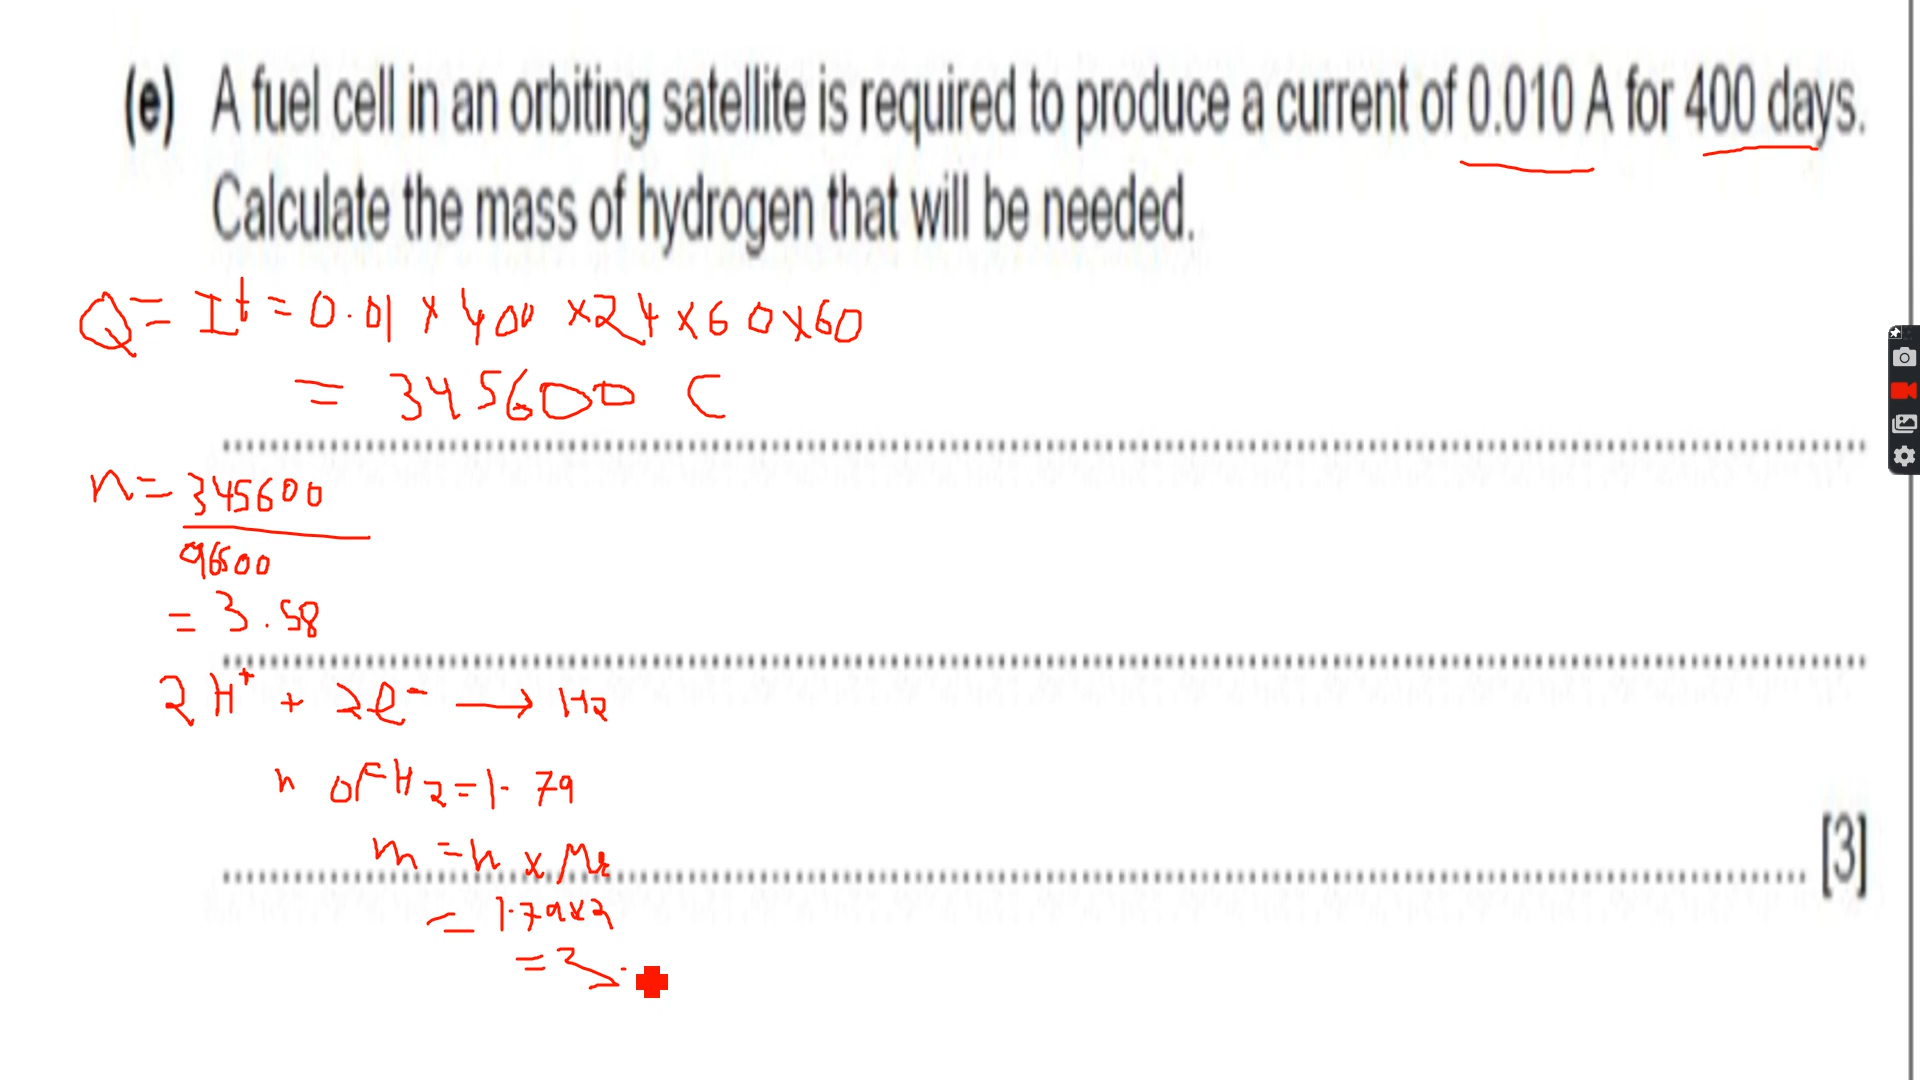 (e) A fuel cell in an orbiting satellite is required to produce a current of 0.010 A for 400 days.
Calculate the mass of hydrogen that will be needed.
Q = It = 0.01 × 400 × 24 × 60 × 60
= 345600 C
n = 345600
96500
= 3.58
2H⁺ + 2e⁻ → H₂
n of H₂ = 1.79
m = n × Mr
[3]
= 1.79×2
= 3.